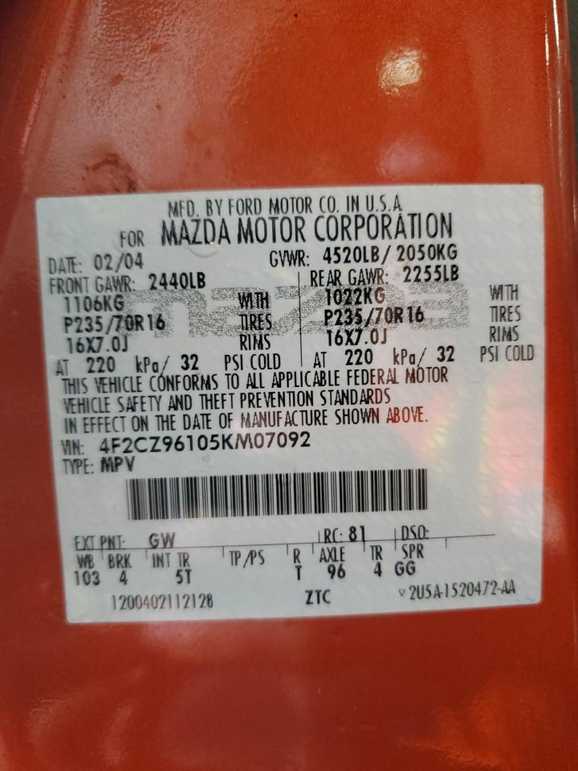 MFD. BY FORD MOTOR CO. IN U.S.A.
FOR MAZDA MOTOR CORPORATION
DATE: 02/04 GVWR: 4520LB/ 2050KG
FRONT GAWR: 2440LB REAR GAWR: 2255LB
1106KG WITH 1022KG WITH
P235/70R16 TIRES P235/70R16 TIRES
16X7.0J RIMS 16X7.0J RIMS
AT 220 kPa/ 32 PSI COLD AT 220 kPa/ 32 PSI COLD
mazda
THIS VEHICLE CONFORMS TO ALL APPLICABLE FEDERAL MOTOR
VEHICLE SAFETY AND THEFT PREVENTION STANDARDS
IN EFFECT ON THE DATE OF MANUFACTURE SHOWN ABOVE.
VIN: 4F2CZ96105KM07092
TYPE: MPV
EXT PNT: GW RC: 81 DSO:
WB BRK INT TR TP/PS R AXLE TR SPR
103 4 5T T 96 4 GG
1200402112128 ZTC v 2U5A-1520472-AA